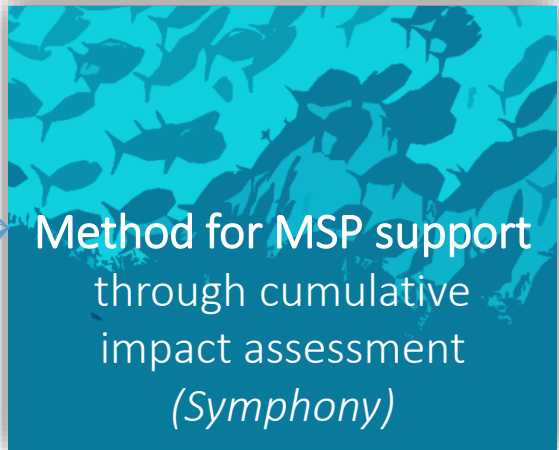 Method for MSP support
through cumulative
impact assessment
(Symphony)